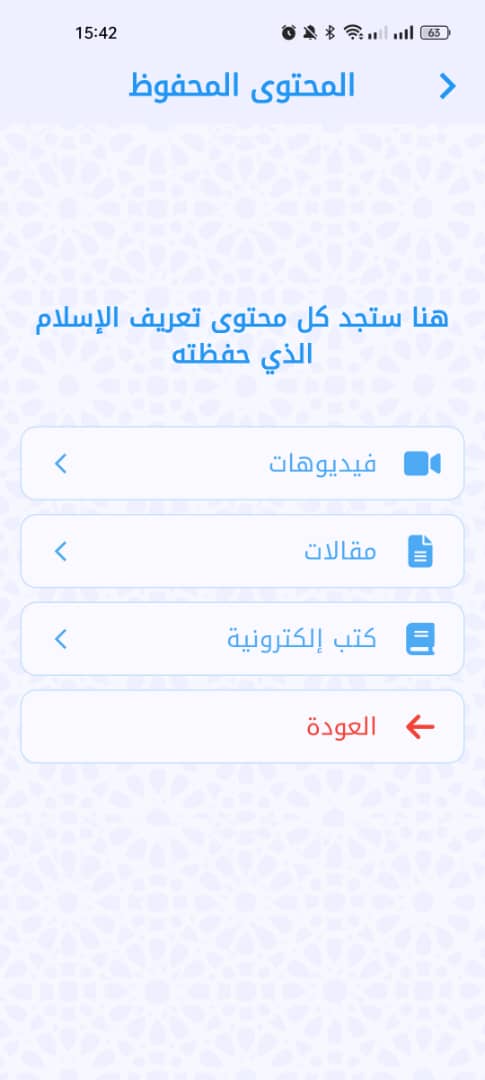 15:42
63
المحتوى المحفوظ
هنا ستجد كل محتوى تعريف الإسلام
الذي حفظته
فيديوهات
مقالات
كتب إلكترونية
العودة